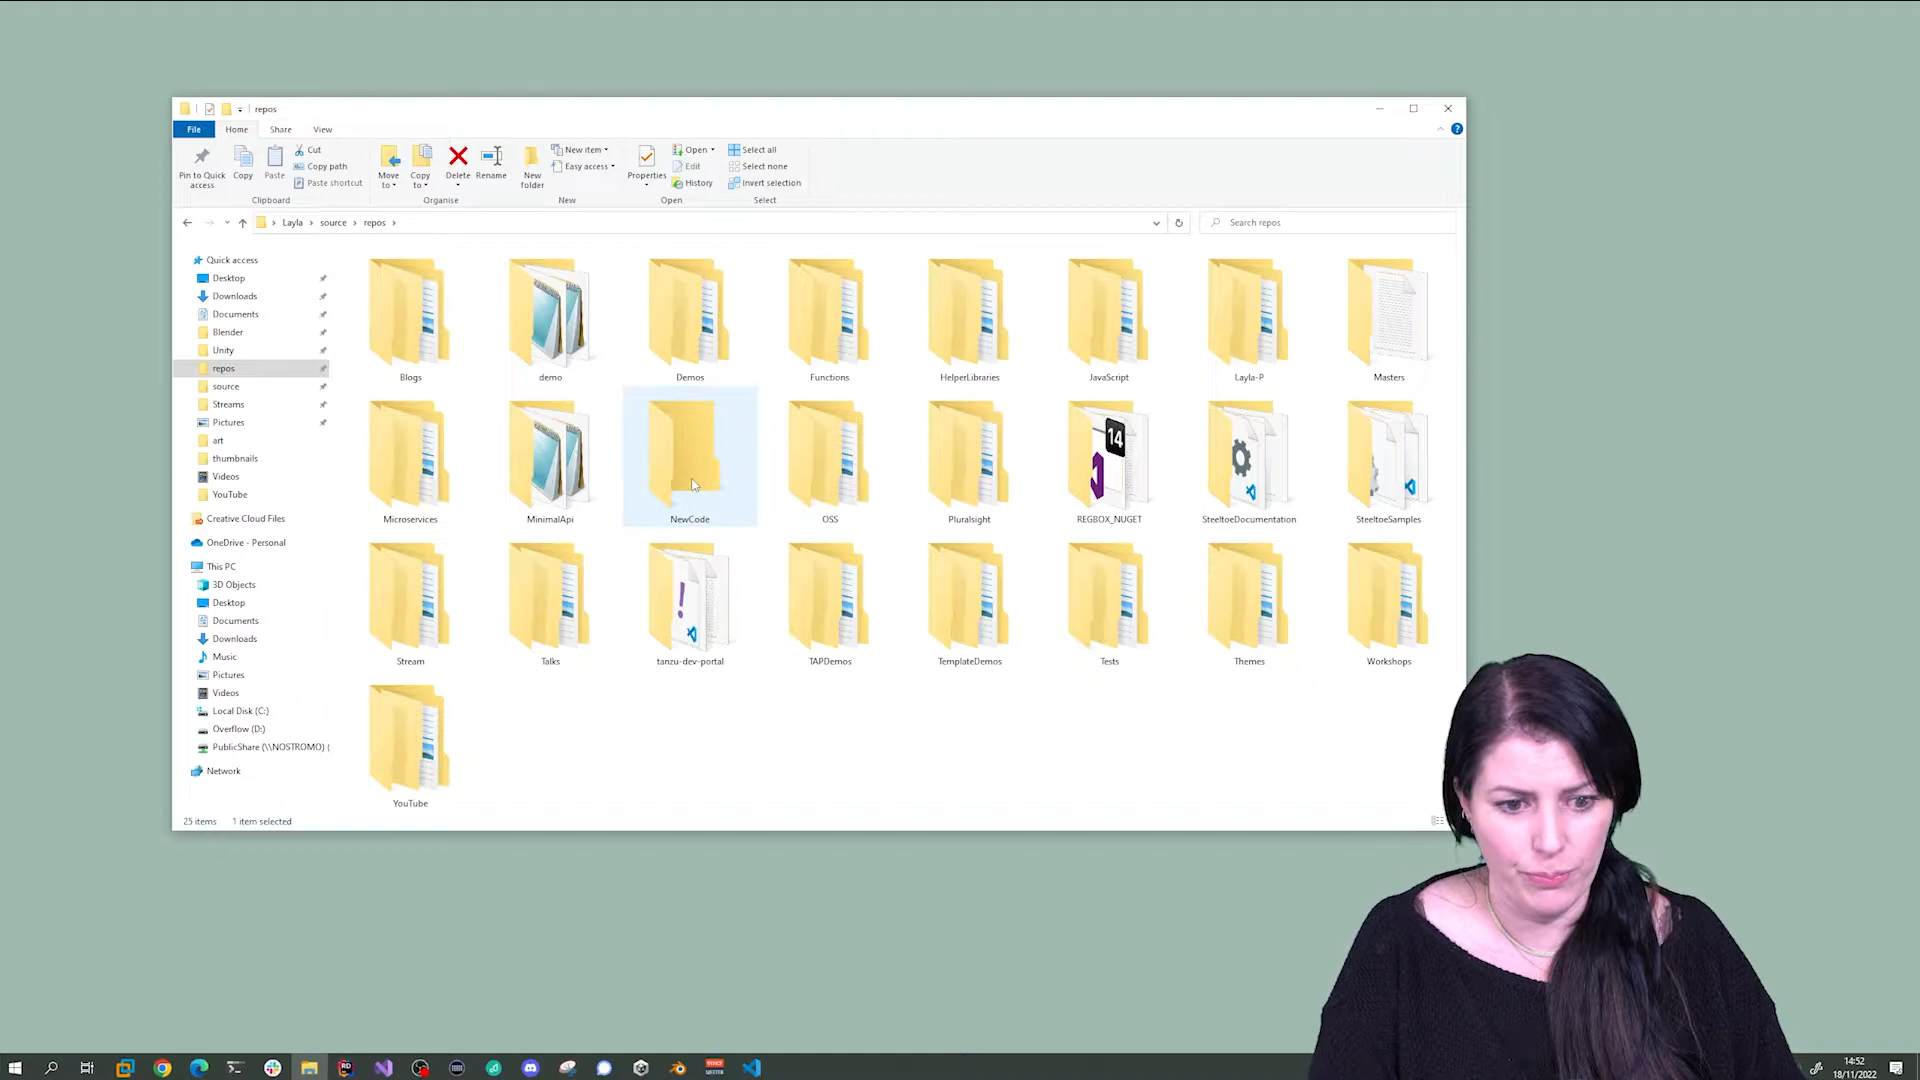 repos
File Home Share View
Pin to Quick access
Copy
Paste
Cut
Copy path
Paste shortcut
Clipboard
Move to
Copy to
Delete
Rename
Organise
New folder
New item
Easy access
New
Properties
Open
Edit
History
Open
Select all
Select none
Invert selection
Select
Layla source repos
Search repos
Quick access
Desktop
Downloads
Documents
Blender
Unity
repos
source
Streams
Pictures
art
thumbnails
Videos
YouTube
Creative Cloud Files
OneDrive - Personal
This PC
3D Objects
Desktop
Documents
Downloads
Music
Pictures
Videos
Local Disk (C:)
Overflow (D:)
PublicShare (\\NOSTROMO) (
Network
Blogs demo Demos Functions HelperLibraries JavaScript Layla-P Masters
14
Microservices MinimalApi NewCode OSS Pluralsight REGBOX_NUGET SteeltoeDocumentation SteeltoeSamples
Stream Talks tanzu-dev-portal TAPDemos TemplateDemos Tests Themes Workshops
YouTube
25 items 1 item selected
RD
14:52
18/11/2022